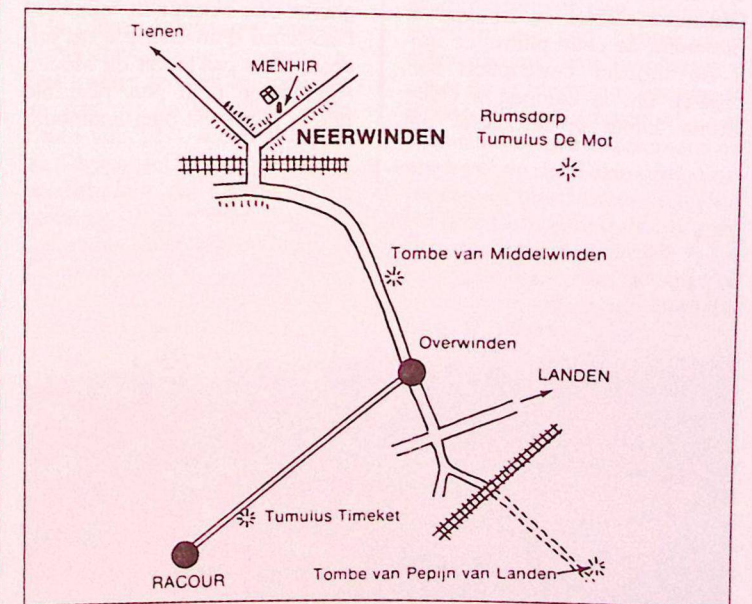 Tienen
MENHIR
NEERWINDEN
Rumsdorp
Tumulus De Mot
Tombe van Middelwinden
Overwinden
LANDEN
Tumulus Timeket
RACOUR
Tombe van Pepijn van Landen